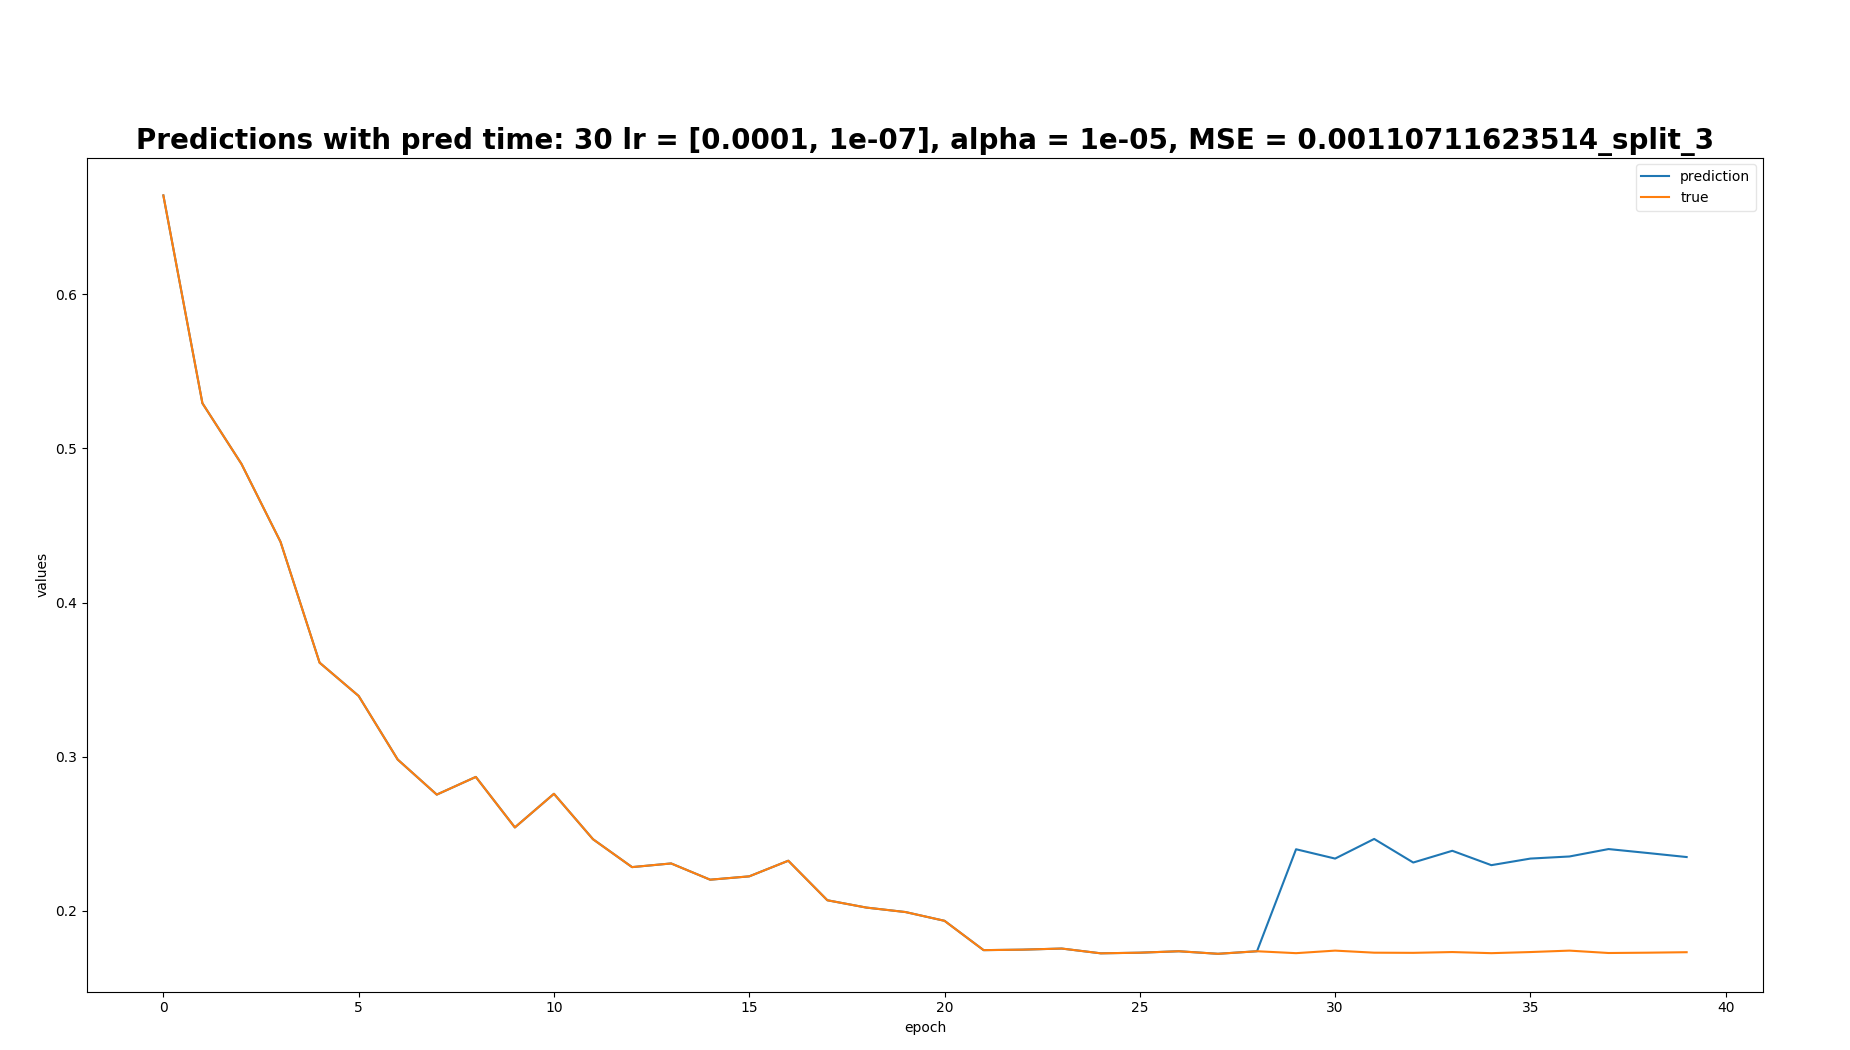 Predictions with pred time: 30 lr = [0.0001, 1e-07], alpha = 1e-05, MSE = 0.00110711623514_split_3
prediction
true
values
0.6
0.5
0.4
0.3
0.2
0 5 10 15 20 25 30 35 40
epoch